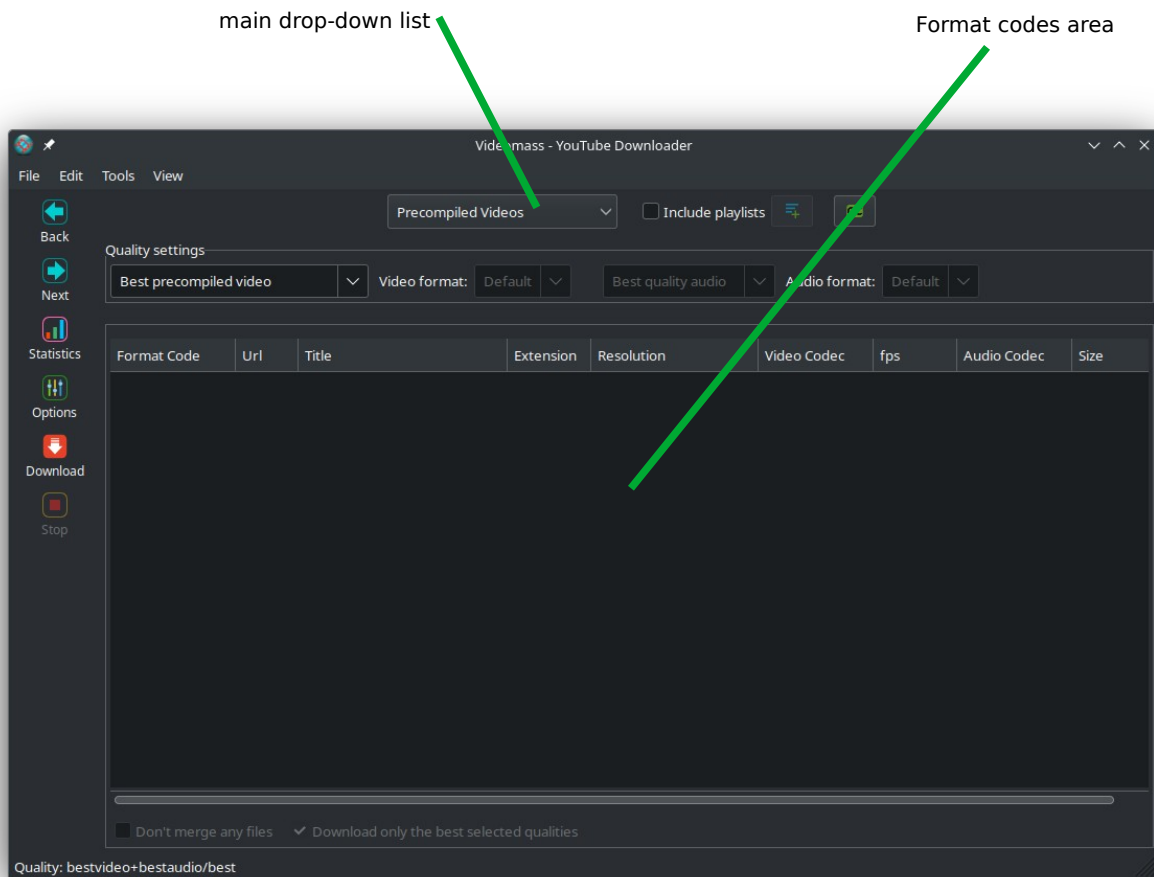 main drop-down list
Format codes area
Videomass - YouTube Downloader
File Edit Tools View
Back
Precompiled Videos Include playlists
Quality settings
Next
Best precompiled video Video format: Default Best quality audio Audio format: Default
Statistics
Format Code Url Title Extension Resolution Video Codec fps Audio Codec Size
Options
Download
Stop
Don't merge any files Download only the best selected qualities
Quality: bestvideo+bestaudio/best